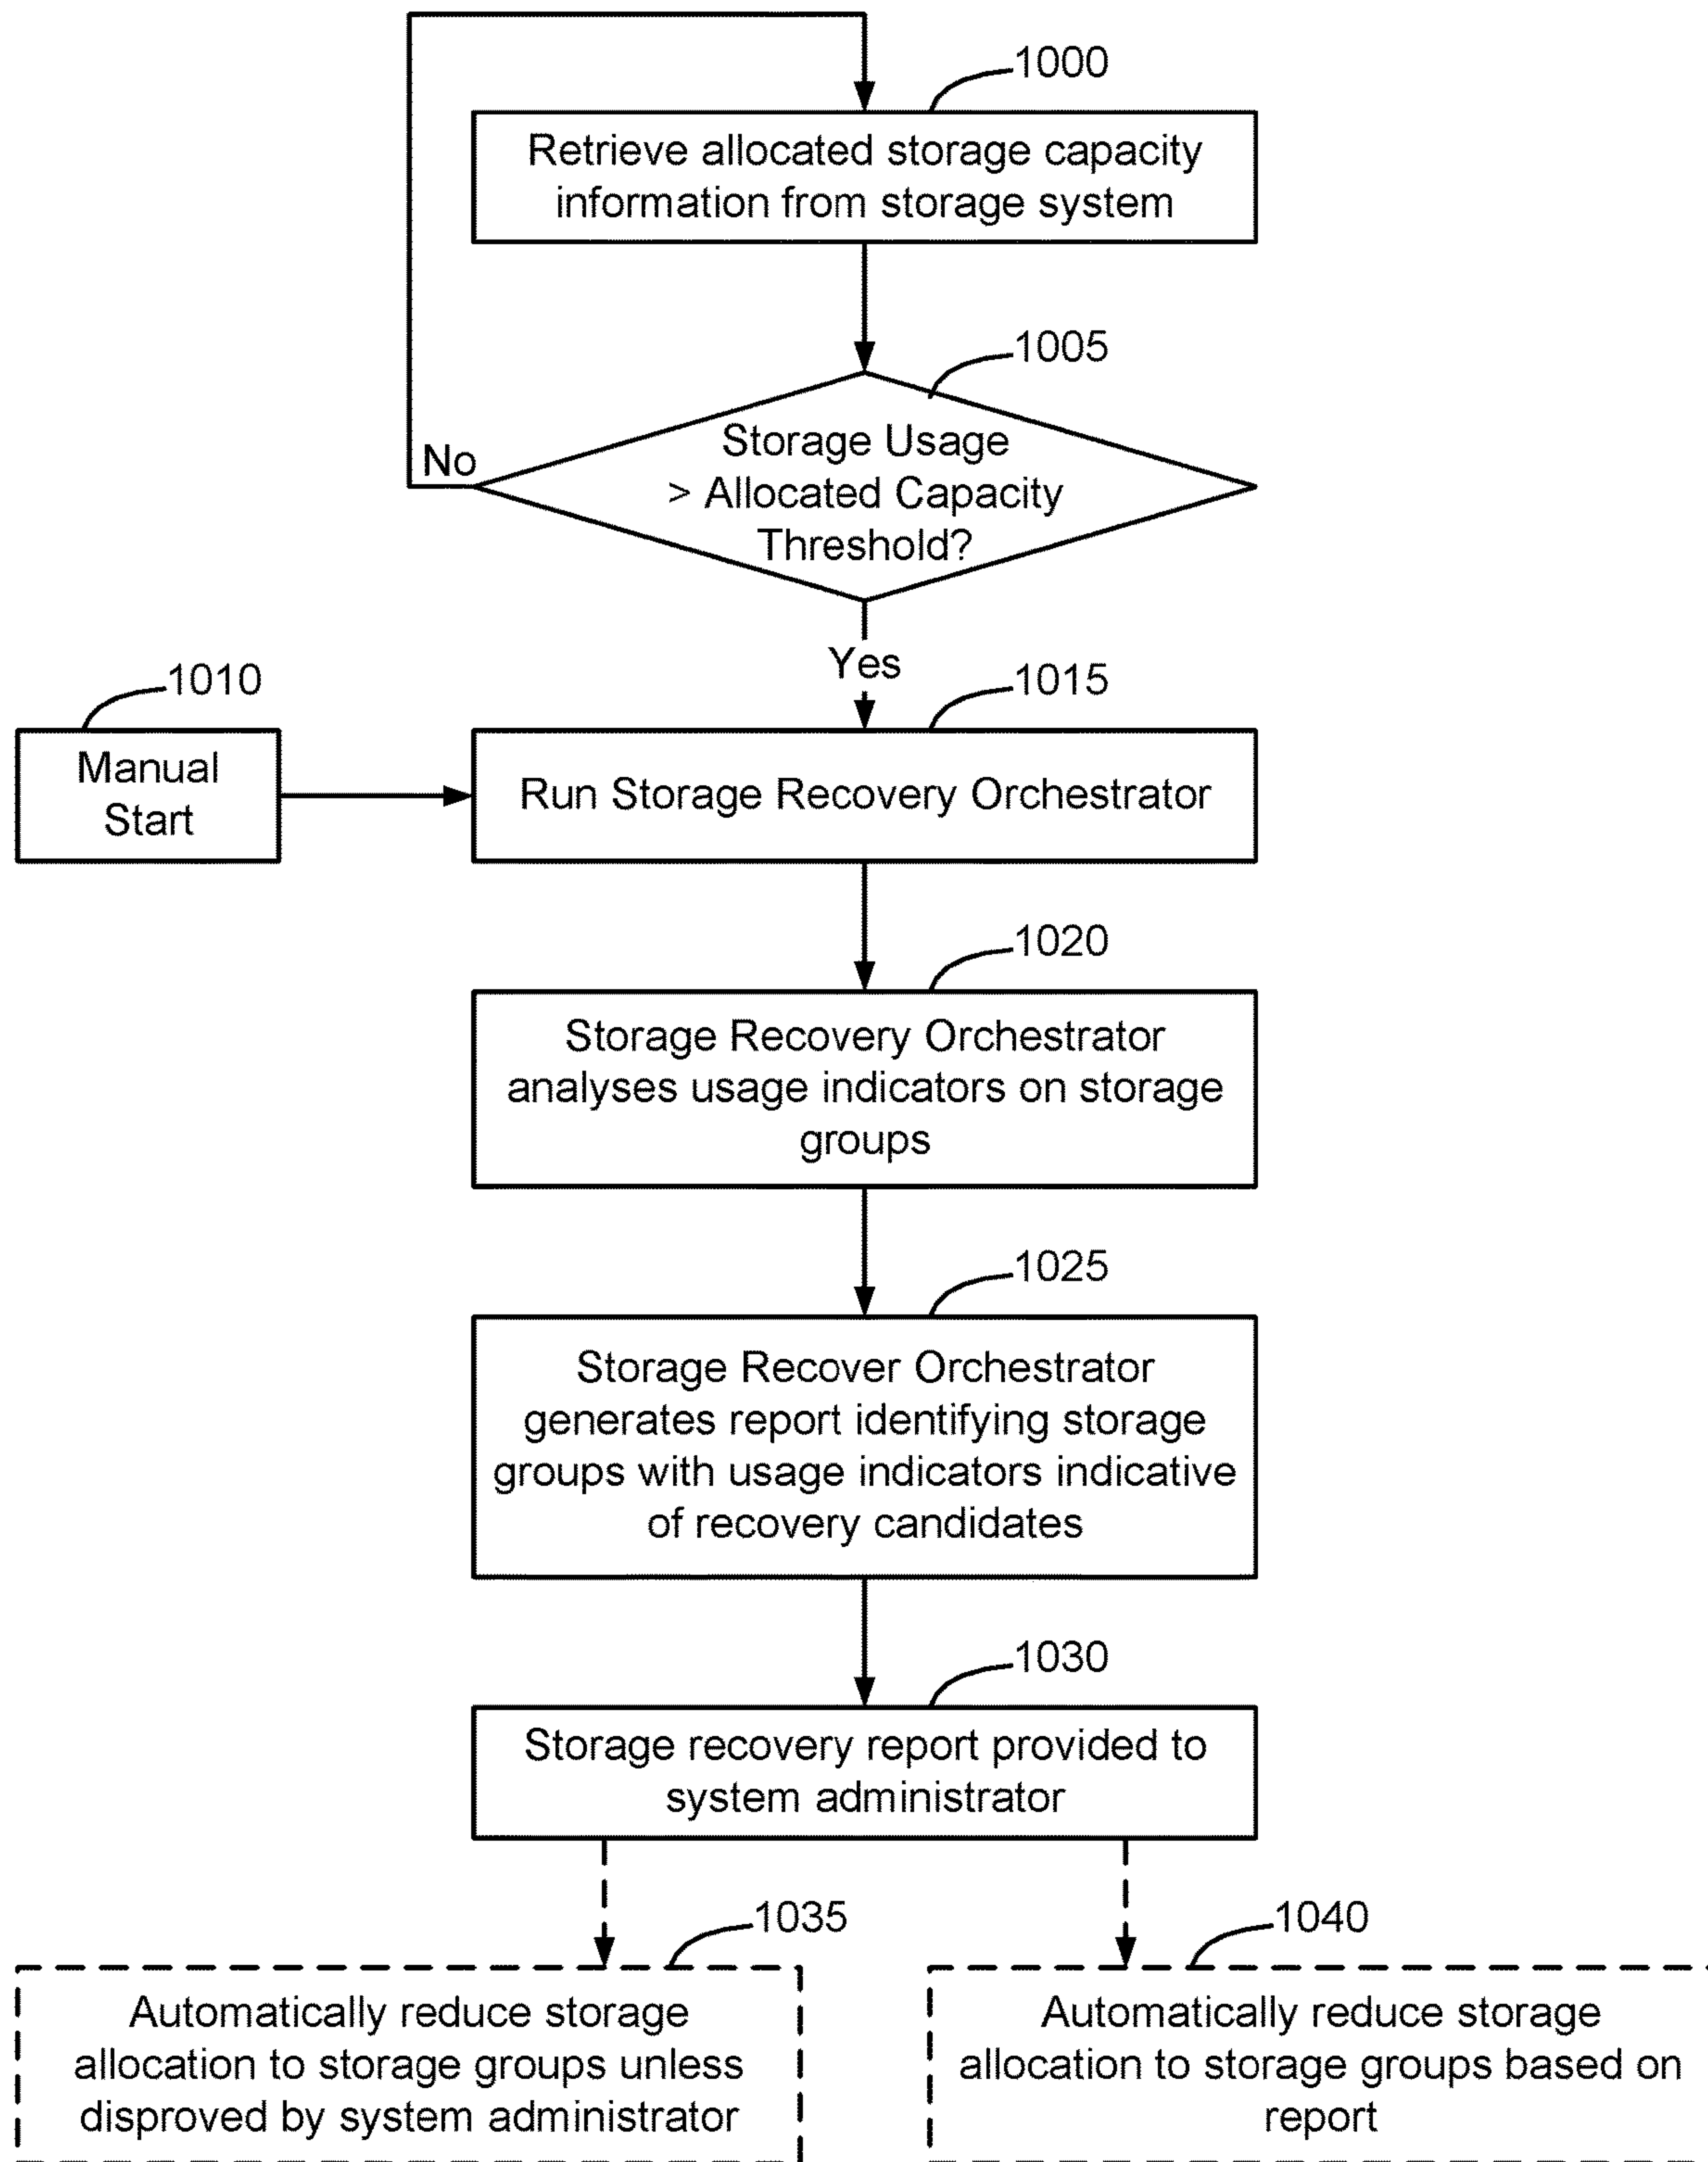 1000
Retrieve allocated storage capacity
information from storage system
1005
Storage Usage
> Allocated Capacity
Threshold?
No
Yes
1010
Manual
Start
1015
Run Storage Recovery Orchestrator
1020
Storage Recovery Orchestrator
analyses usage indicators on storage
groups
1025
Storage Recover Orchestrator
generates report identifying storage
groups with usage indicators indicative
of recovery candidates
1030
Storage recovery report provided to
system administrator
1035
Automatically reduce storage
allocation to storage groups unless
disproved by system administrator
1040
Automatically reduce storage
allocation to storage groups based on
report